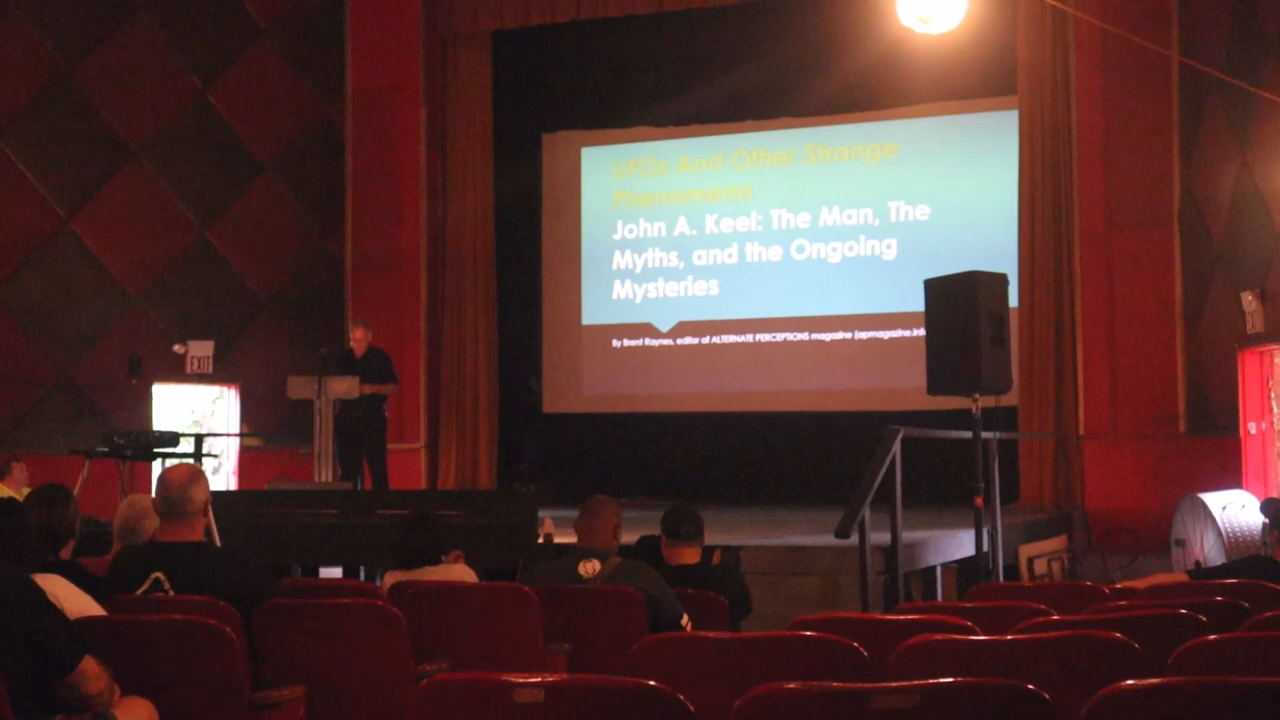 UFOs And Other Strange
Phenomena
John A. Keel: The Man, The
Myths, and the Ongoing
Mysteries
By Brent Raynes, editor of ALTERNATE PERCEPTIONS magazine (apmagazine.info
EXIT